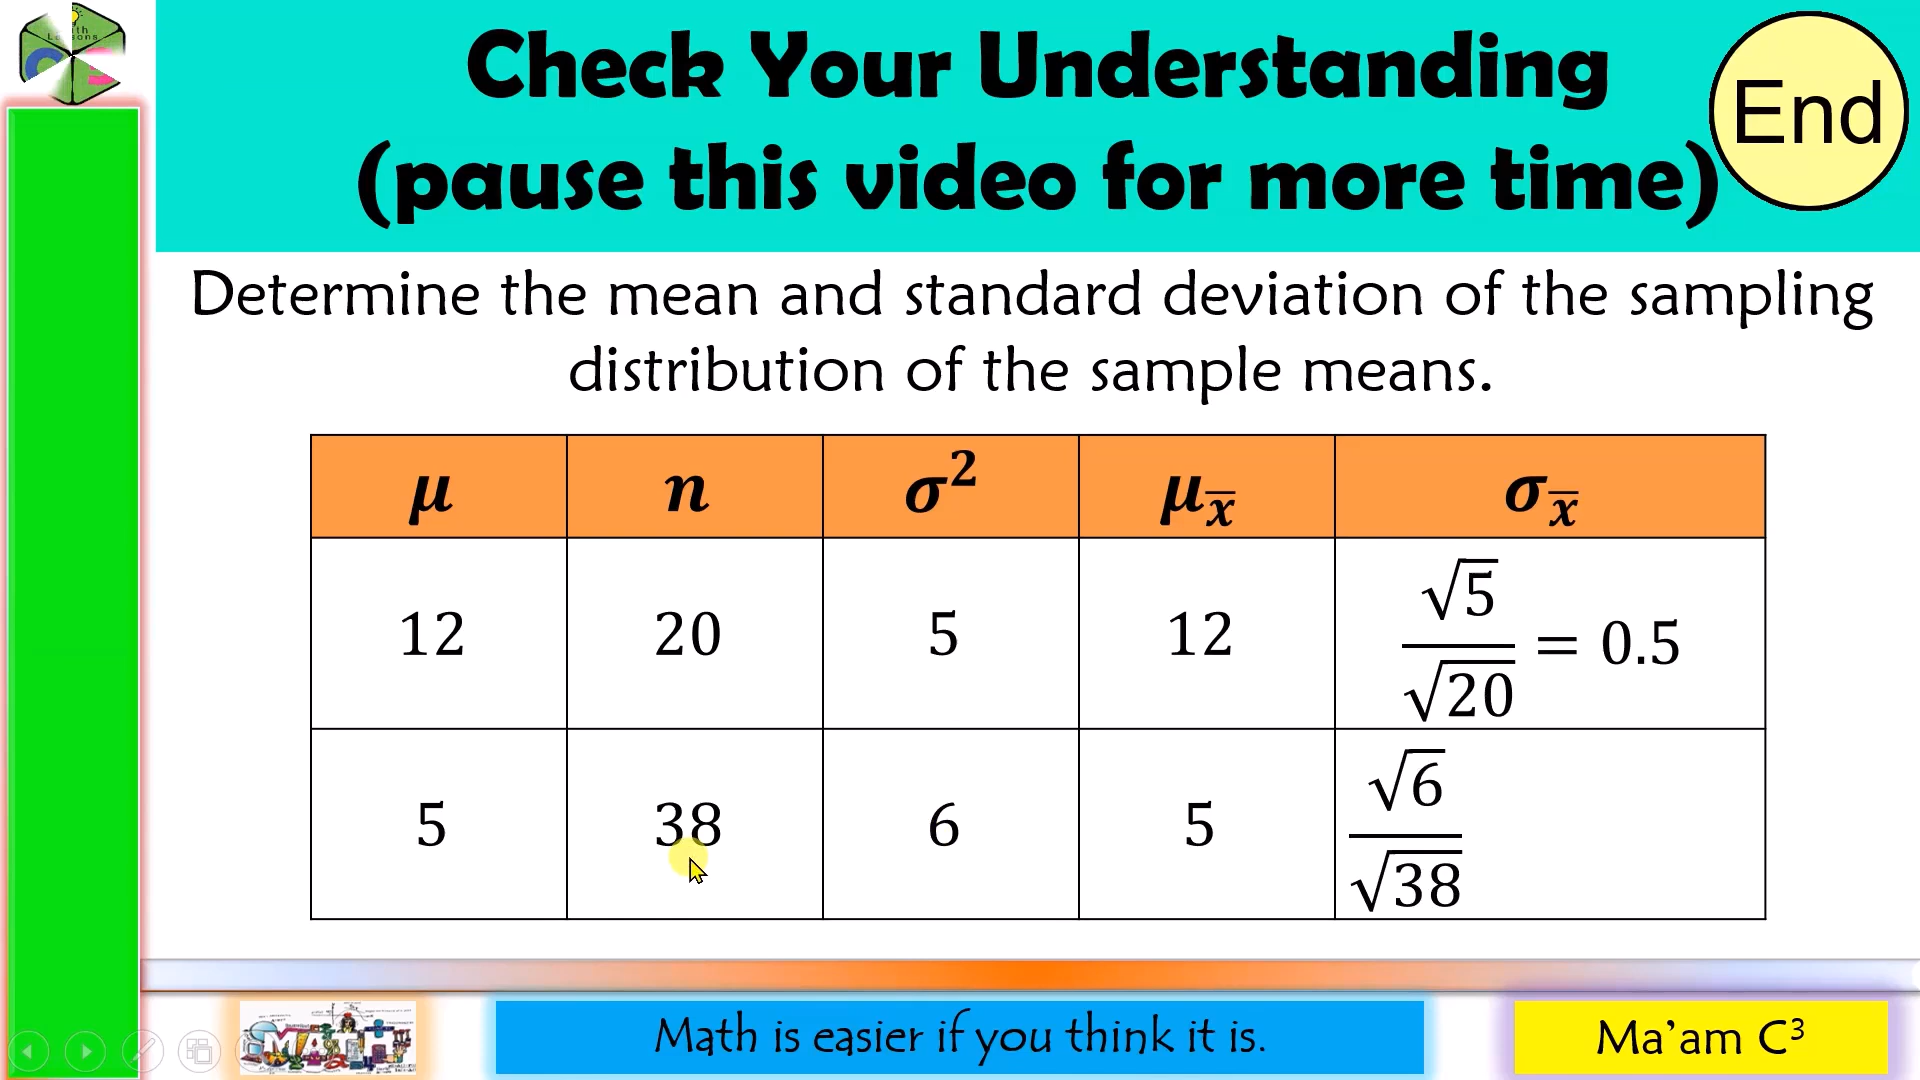 Check Your Understanding
(pause this video for more time)
End
Determine the mean and standard deviation of the sampling
distribution of the sample means.
μ n σ² μx̅ σx̅
12 20 5 12 √5/√20 = 0.5
5 38 6 5 √6/√38
MATH
Math is easier if you think it is.
Ma’am C³